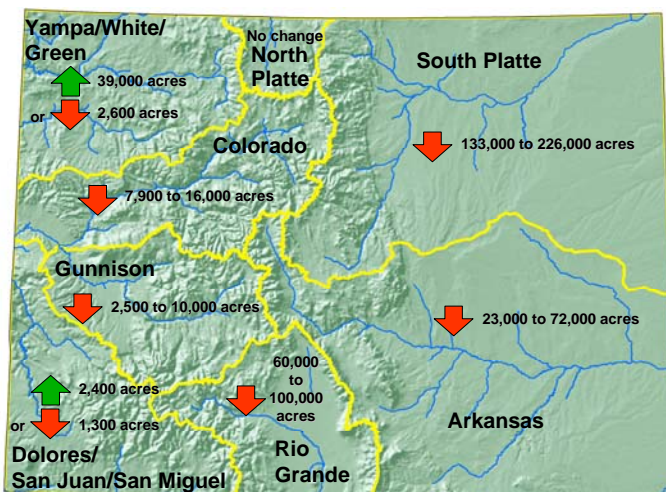 Yampa/White/
Green
39,000 acres
or
2,600 acres
No change
North
Platte
South Platte
133,000 to 226,000 acres
Colorado
7,900 to 16,000 acres
Gunnison
2,500 to 10,000 acres
23,000 to 72,000 acres
Arkansas
60,000
to
100,000
acres
Rio
Grande
2,400 acres
or
1,300 acres
Dolores/
San Juan/San Miguel